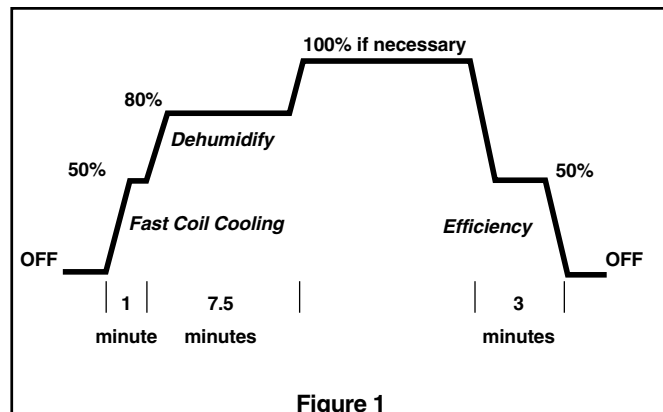 100% if necessary
80%
Dehumidify
50%
50%
Fast Coil Cooling
Efficiency
OFF
OFF
1
7.5
3
minute
minutes
minutes
Figure 1